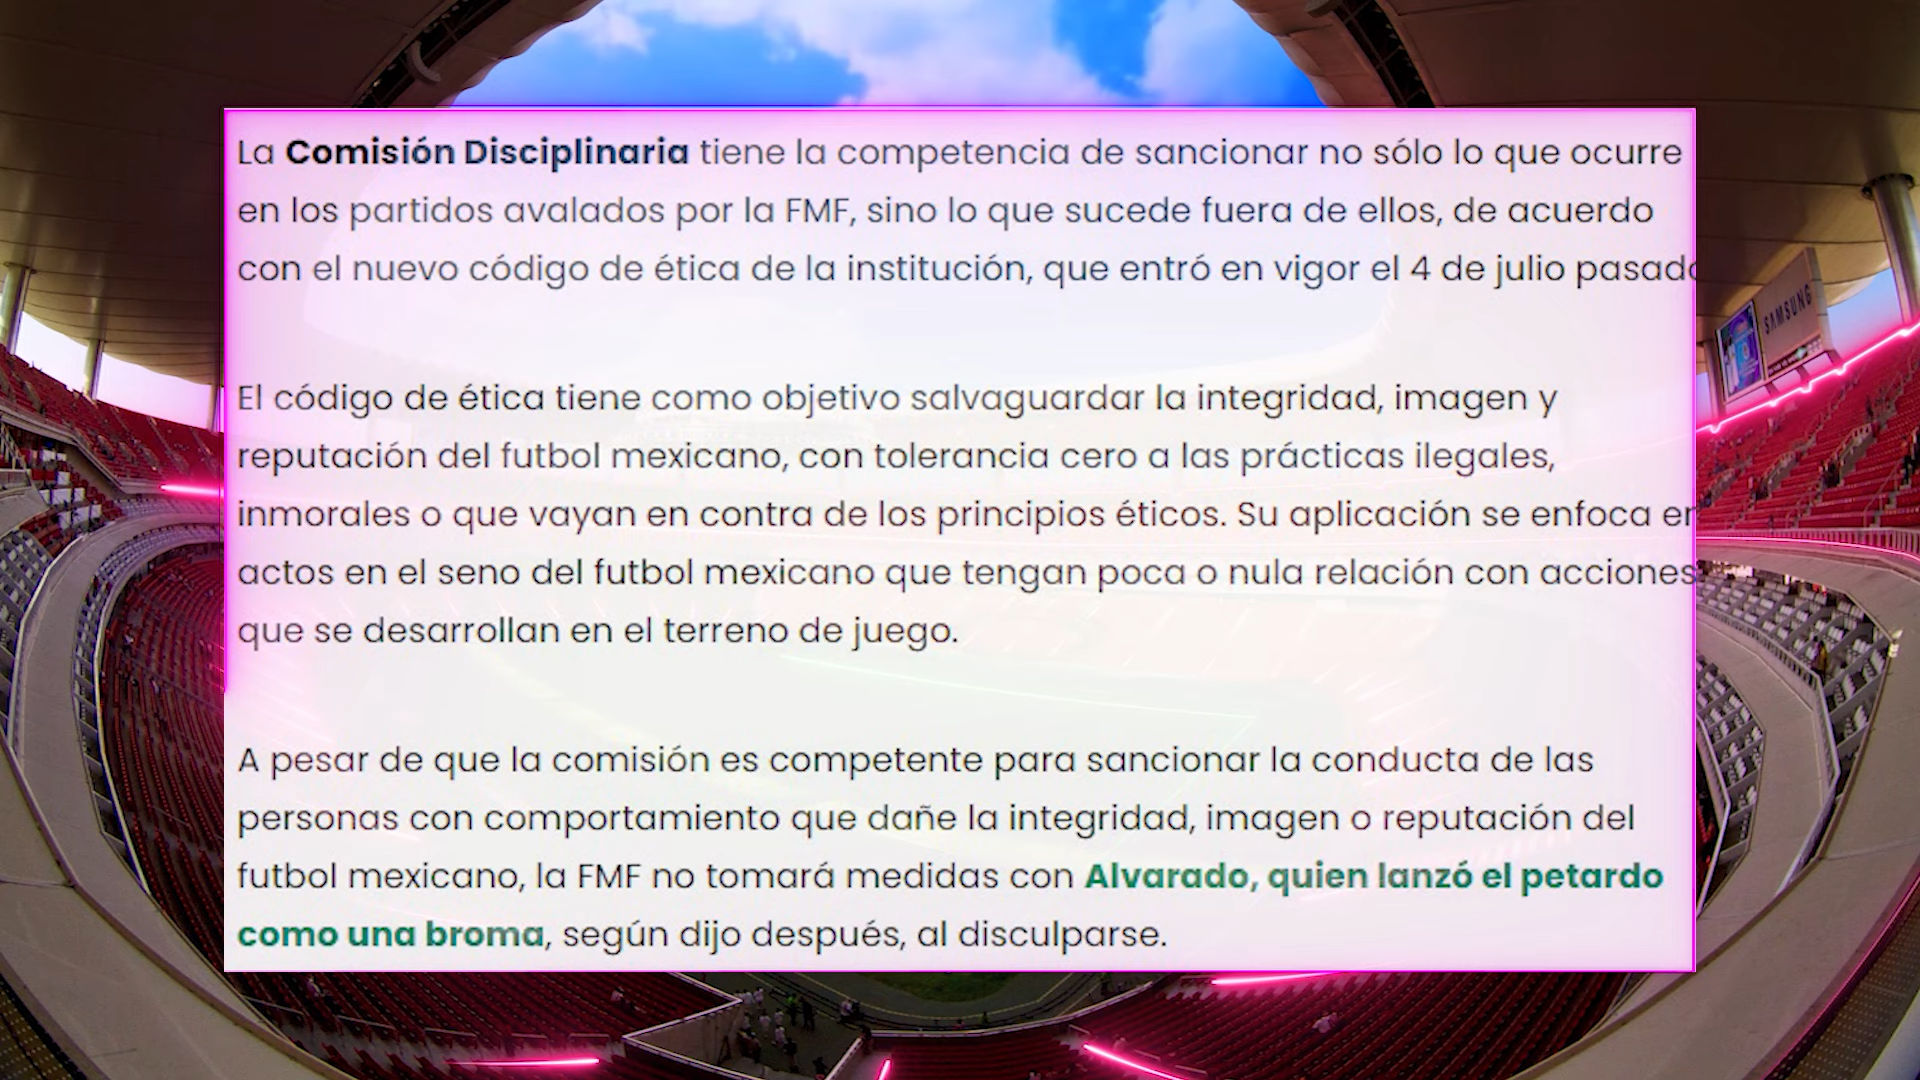 La Comisión Disciplinaria tiene la competencia de sancionar no sólo lo que ocurre
en los partidos avalados por la FMF, sino lo que sucede fuera de ellos, de acuerdo
con el nuevo código de ética de la institución, que entró en vigor el 4 de julio pasado
El código de ética tiene como objetivo salvaguardar la integridad, imagen y
reputación del futbol mexicano, con tolerancia cero a las prácticas ilegales,
inmorales o que vayan en contra de los principios éticos. Su aplicación se enfoca en
actos en el seno del futbol mexicano que tengan poca o nula relación con acciones
que se desarrollan en el terreno de juego.
A pesar de que la comisión es competente para sancionar la conducta de las
personas con comportamiento que dañe la integridad, imagen o reputación del
futbol mexicano, la FMF no tomará medidas con Alvarado, quien lanzó el petardo
como una broma, según dijo después, al disculparse.
SAMSUNG